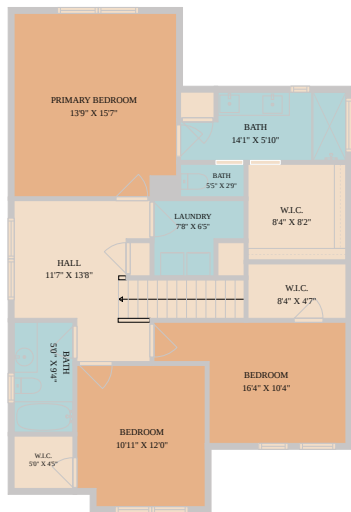 PRIMARY BEDROOM
13'9" X 15'7"
BATH
14'1" X 5'10"
BATH
5'5" X 2'9"
W.I.C.
8'4" X 8'2"
LAUNDRY
7'8" X 6'5"
HALL
11'7" X 13'8"
W.I.C.
8'4" X 4'7"
BATH
5'0" X 9'4"
BEDROOM
16'4" X 10'4"
BEDROOM
10'11" X 12'0"
W.I.C.
5'0" X 4'5"